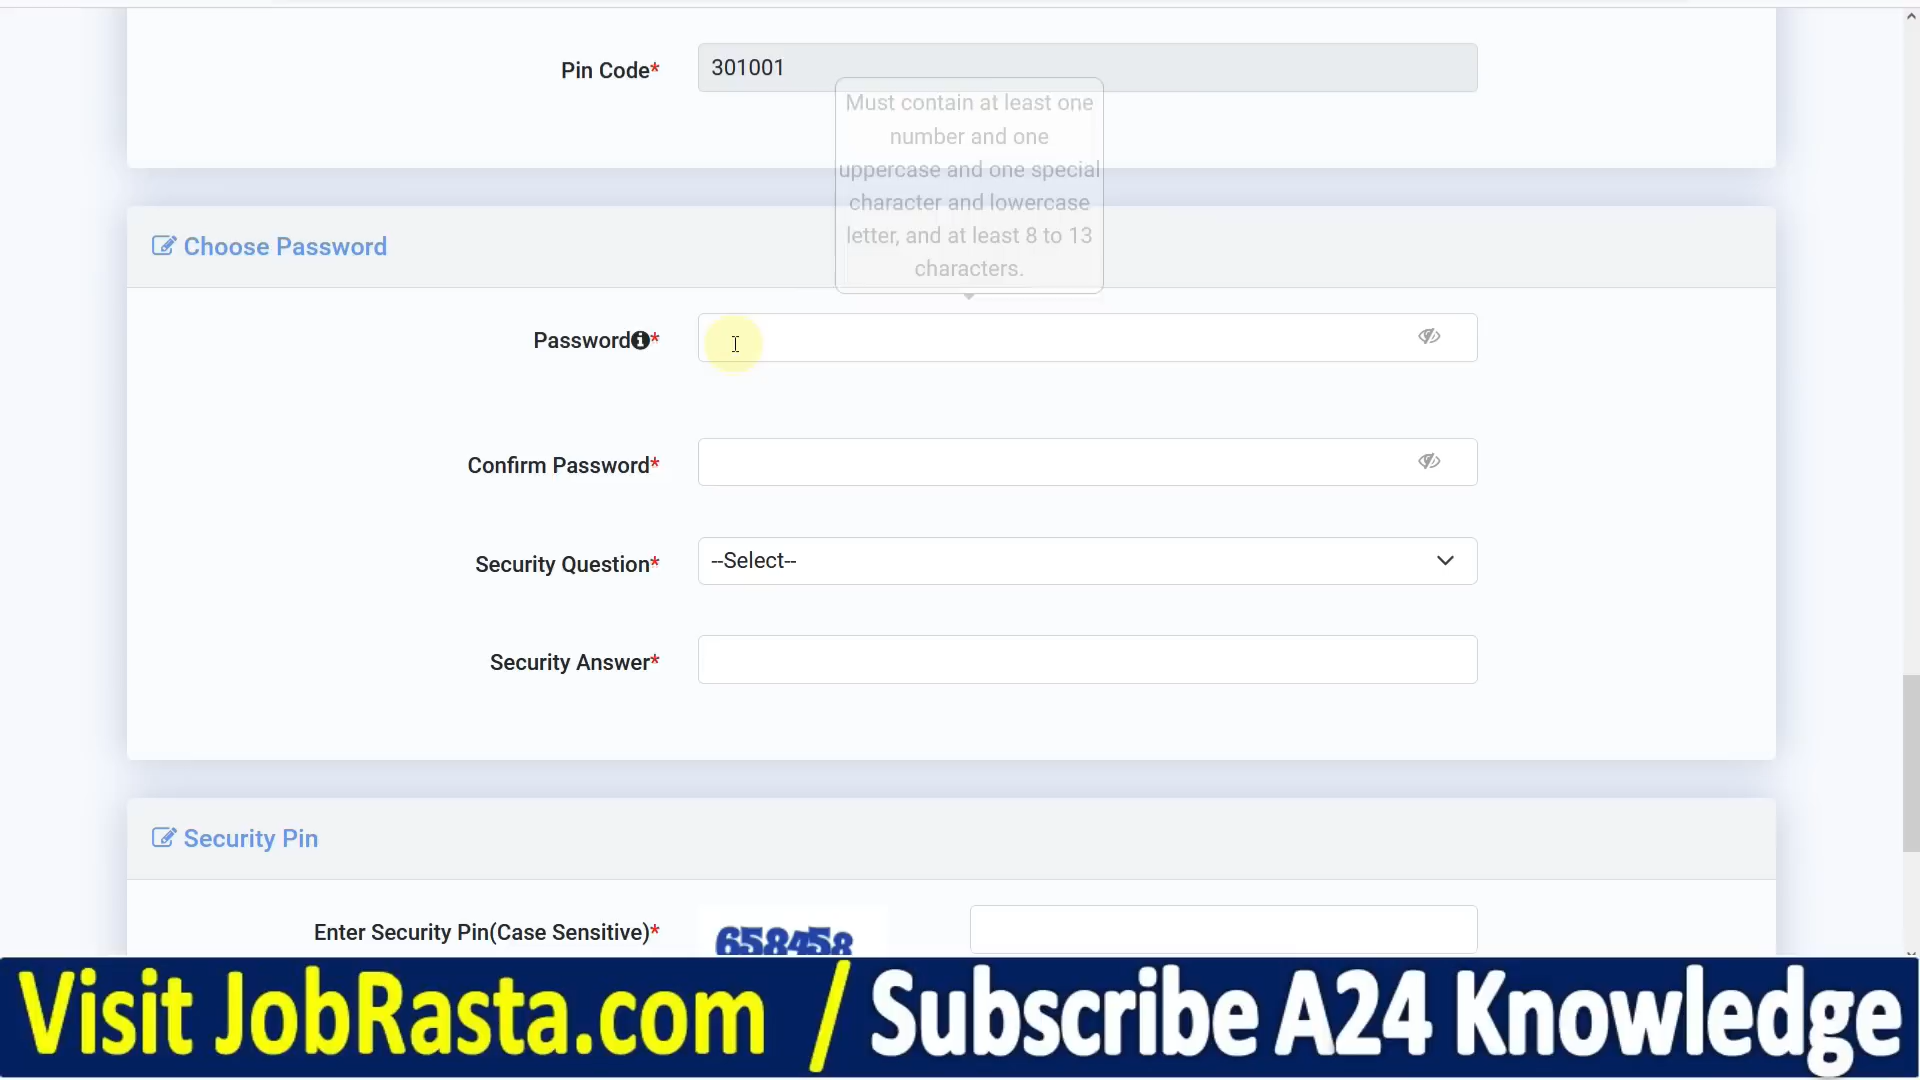 Pin Code*
301001
Must contain at least one
number and one
uppercase and one special
character and lowercase
letter, and at least 8 to 13
characters.
Choose Password
Password*
Confirm Password*
Security Question*
--Select--
Security Answer*
Security Pin
Enter Security Pin(Case Sensitive)*
658458
Visit JobRasta.com / Subscribe A24 Knowledge